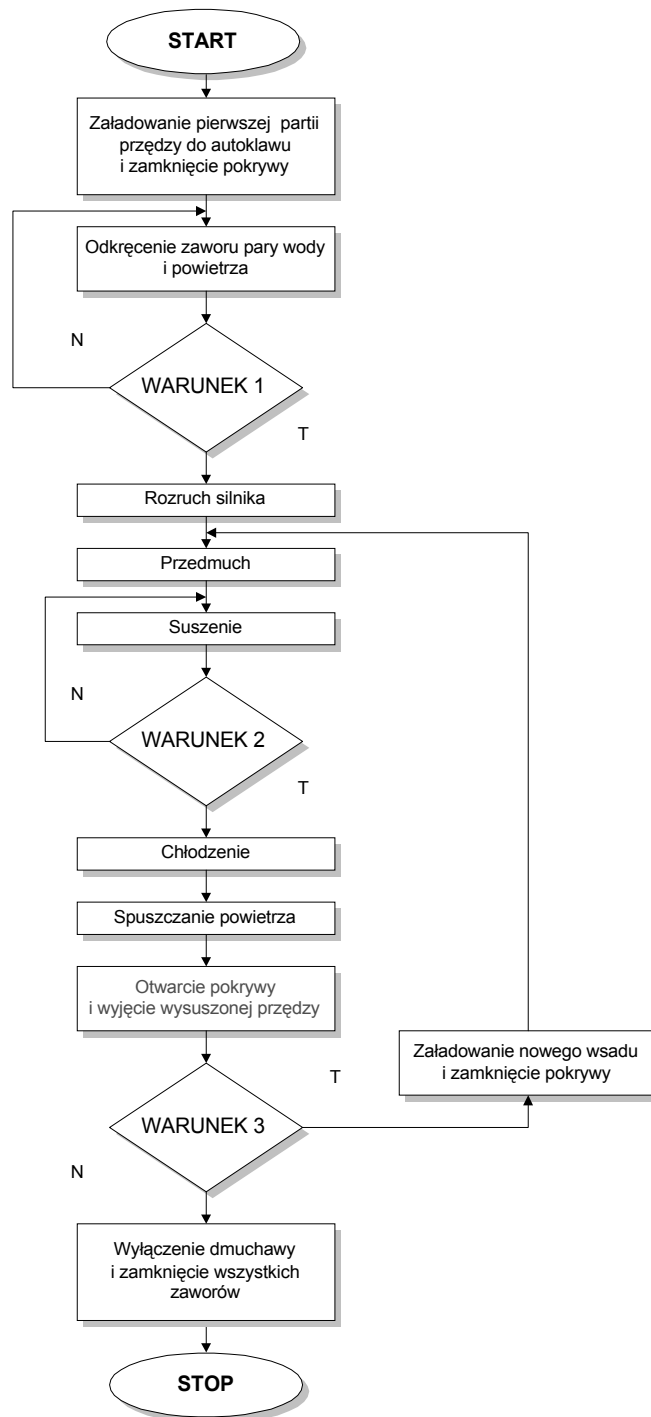 START
Załadowanie pierwszej partii
przędzy do autoklawu
i zamknięcie pokrywy
Odkręcenie zaworu pary wody
i powietrza
N
WARUNEK 1
T
Rozruch silnika
Przedmuch
Suszenie
N
WARUNEK 2
T
Chłodzenie
Spuszczanie powietrza
Otwarcie pokrywy
i wyjęcie wysuszonej przędzy
Załadowanie nowego wsadu
i zamknięcie pokrywy
T
WARUNEK 3
N
Wyłączenie dmuchawy
i zamknięcie wszystkich
zaworów
STOP